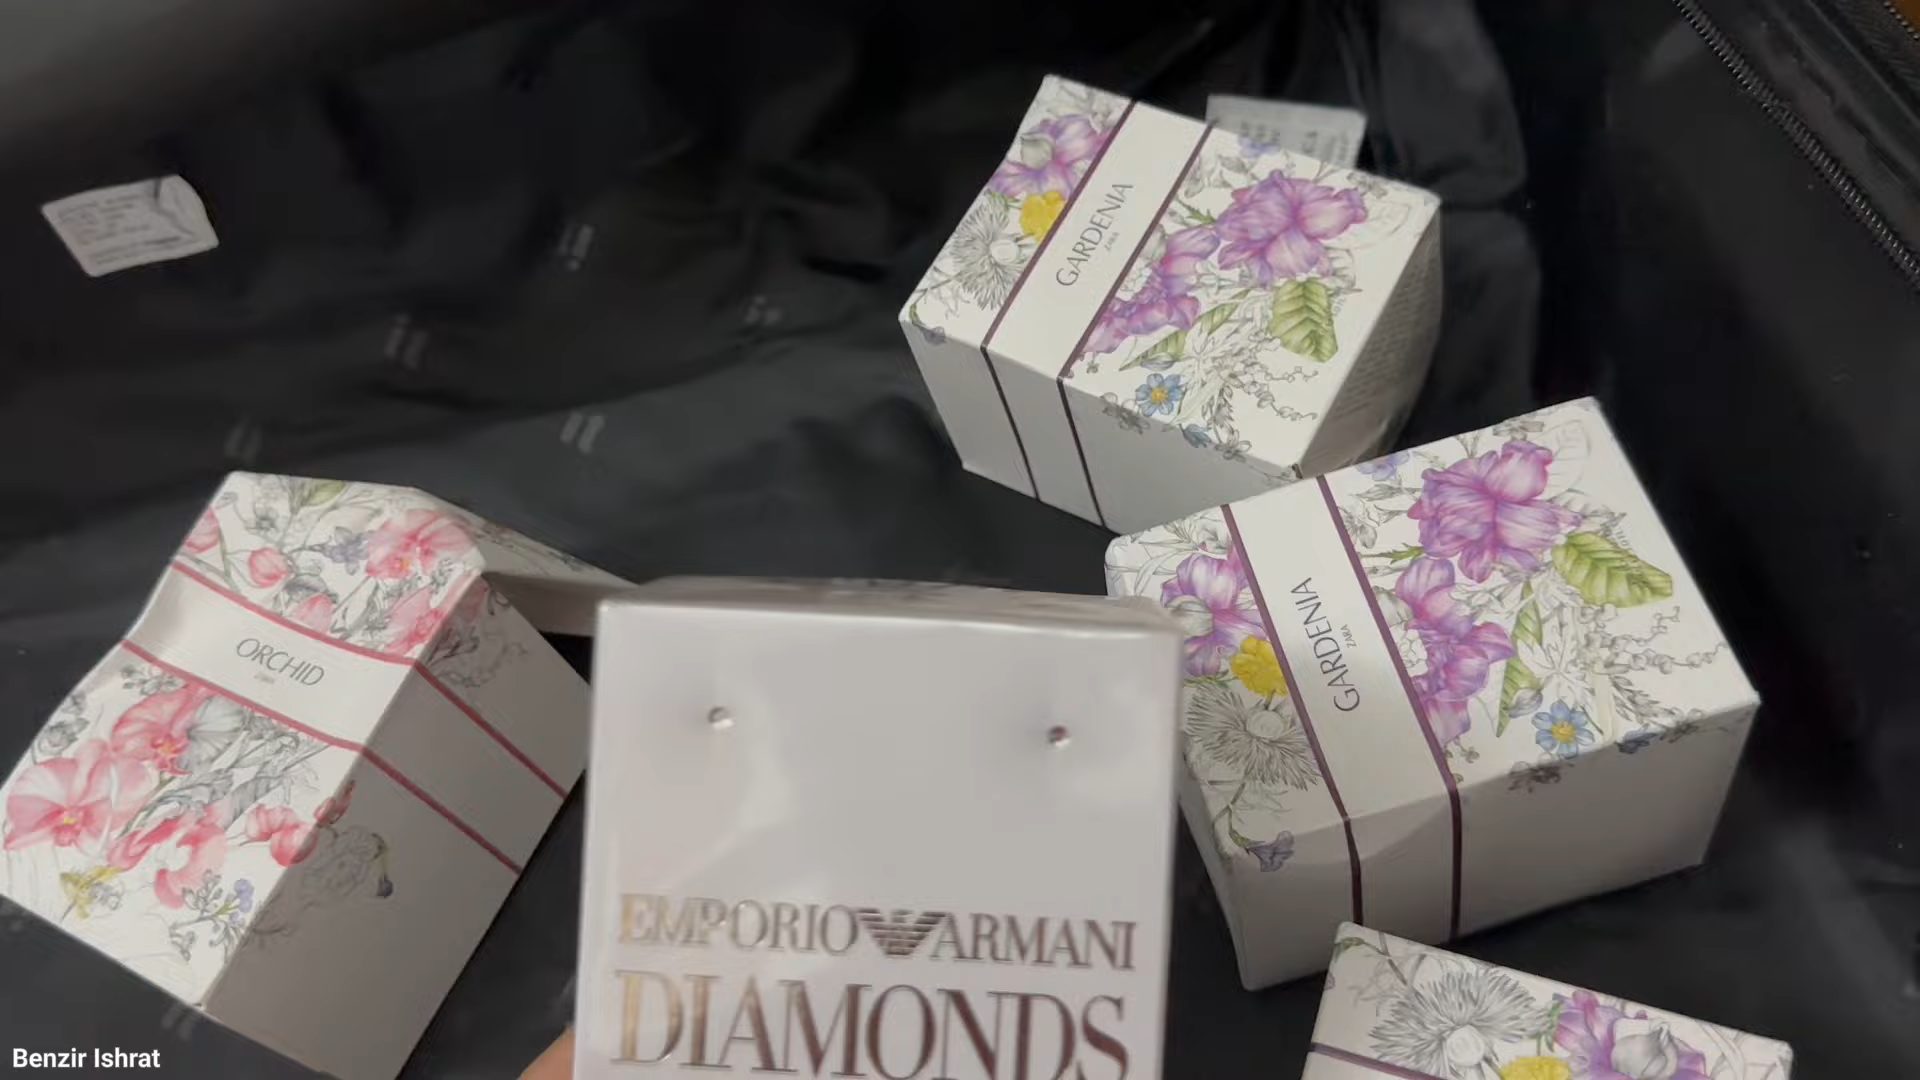 GARDENIA
ZARA
GARDENIA
ZARA
ORCHID
ZARA
EMPORIO ARMANI
DIAMONDS
Benzir Ishrat